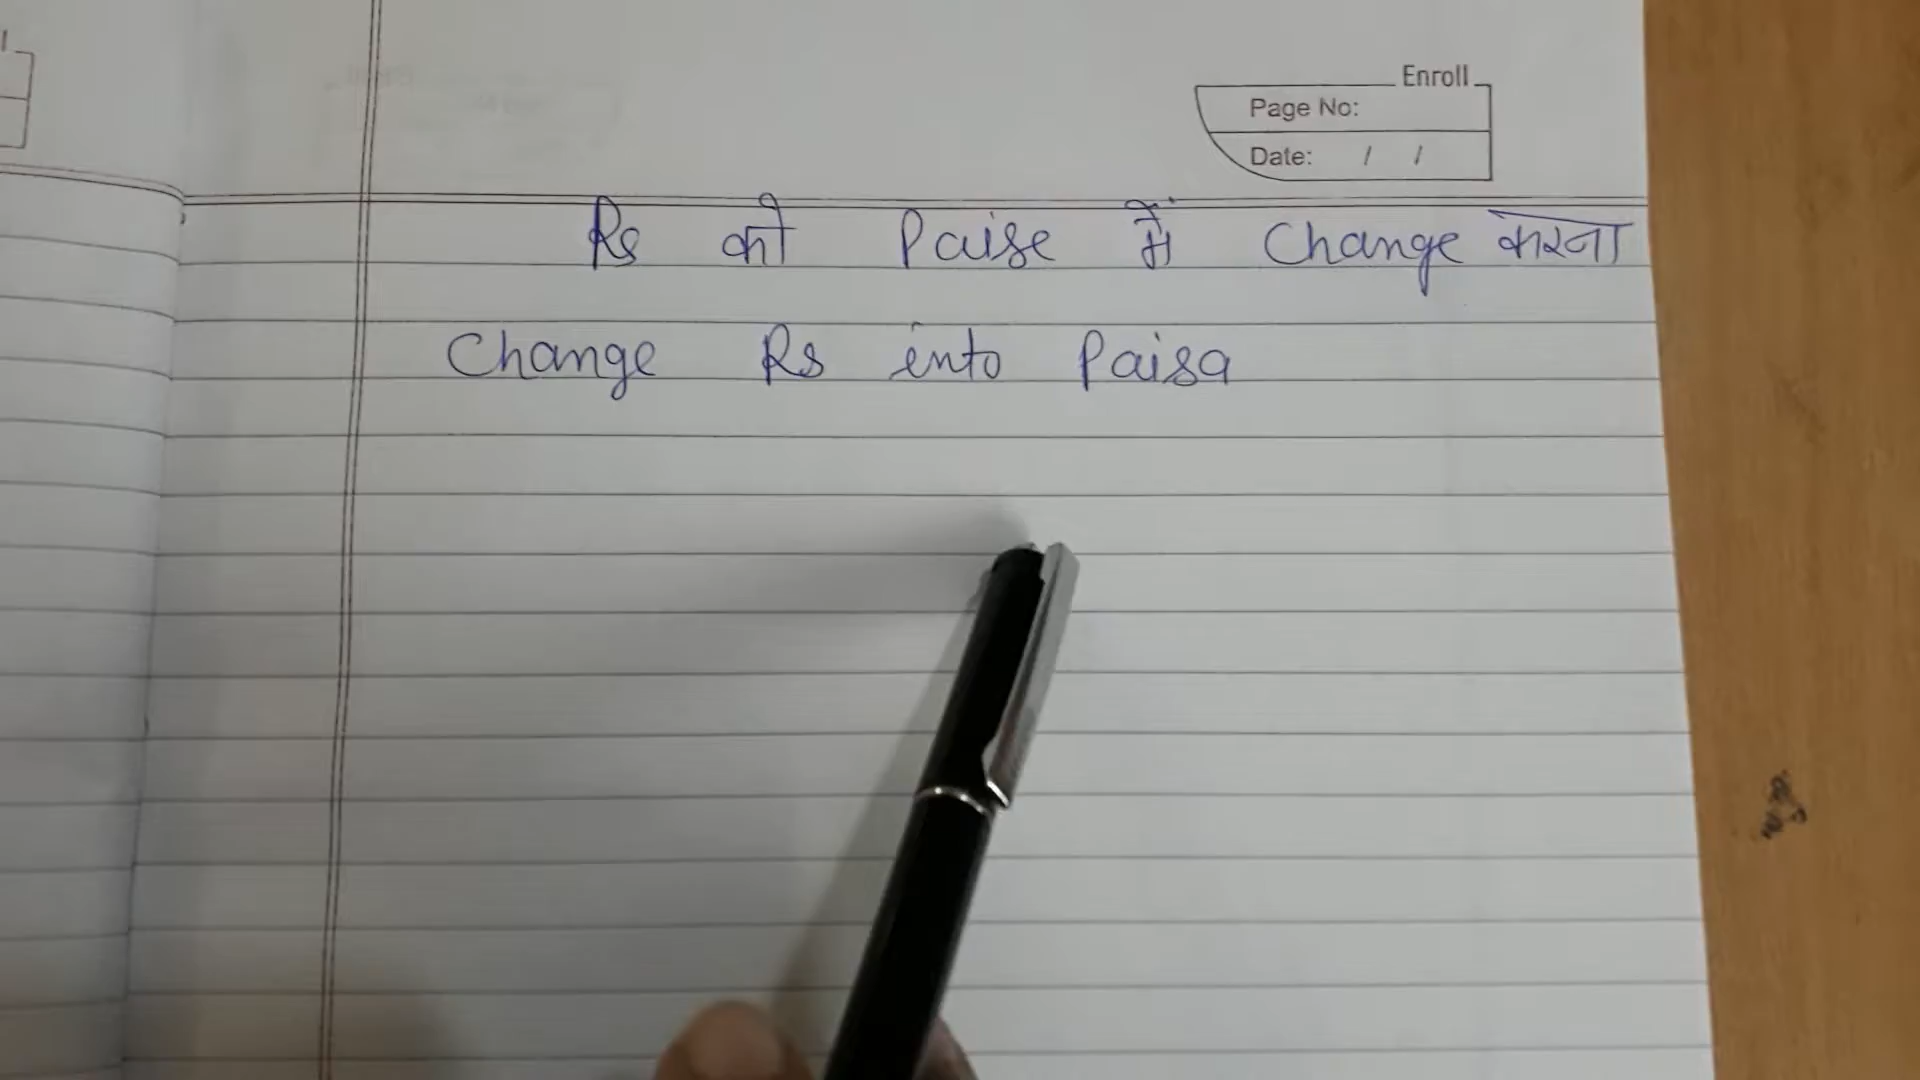 Enroll
Page No:
Date: / /
Rs को Paise में Change करना
Change Rs into Paisa